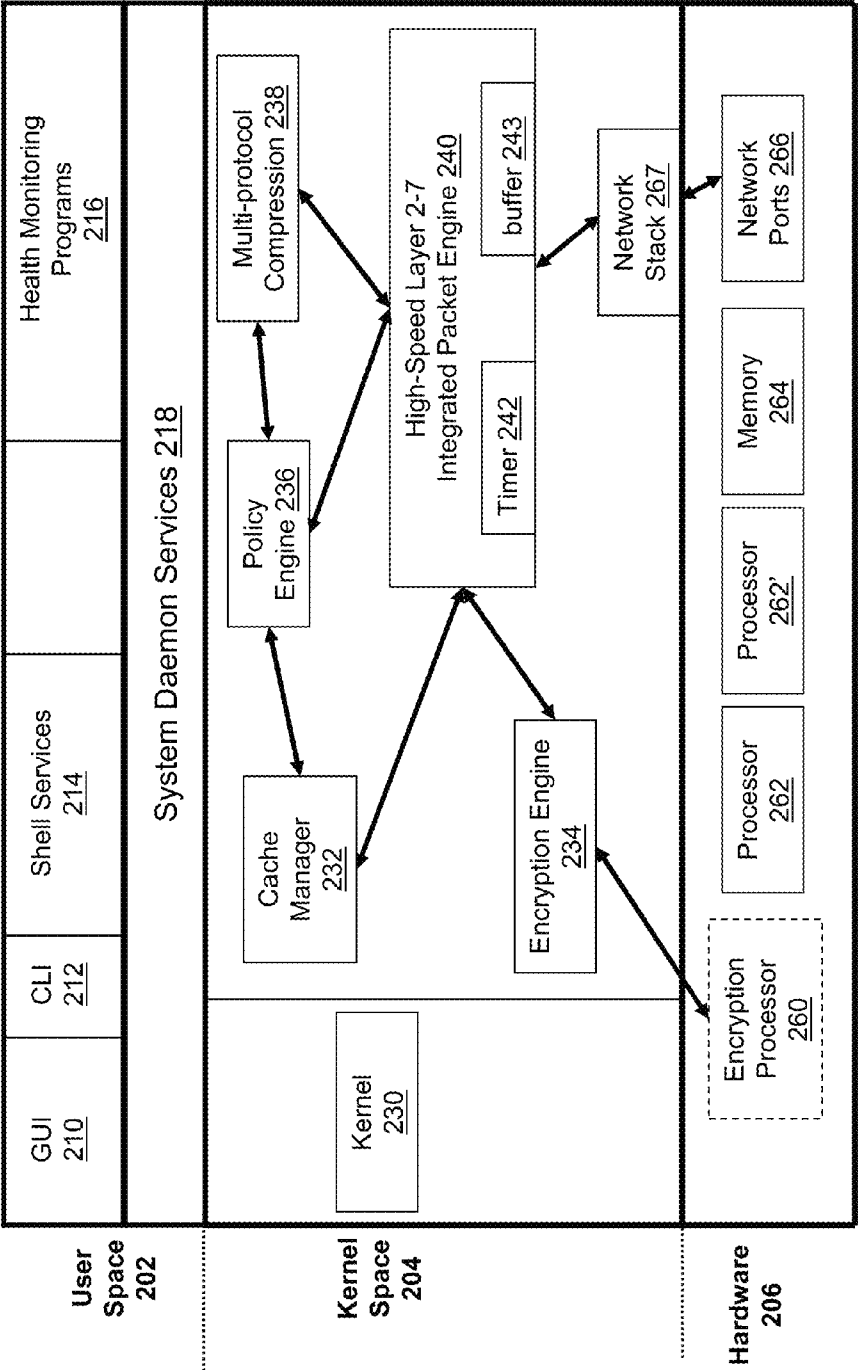 User
Space
202
GUI
210
CLI
212
Shell Services
214
Health Monitoring
Programs
216
System Daemon Services 218
Kernel
Space
204
Kernel
230
Cache
Manager
232
Policy
Engine 236
Multi-protocol
Compression 238
High-Speed Layer 2-7
Integrated Packet Engine 240
Timer 242
buffer 243
Encryption Engine
234
Network
Stack 267
Hardware
206
Encryption
Processor
260
Processor
262
Processor
262'
Memory
264
Network
Ports 266